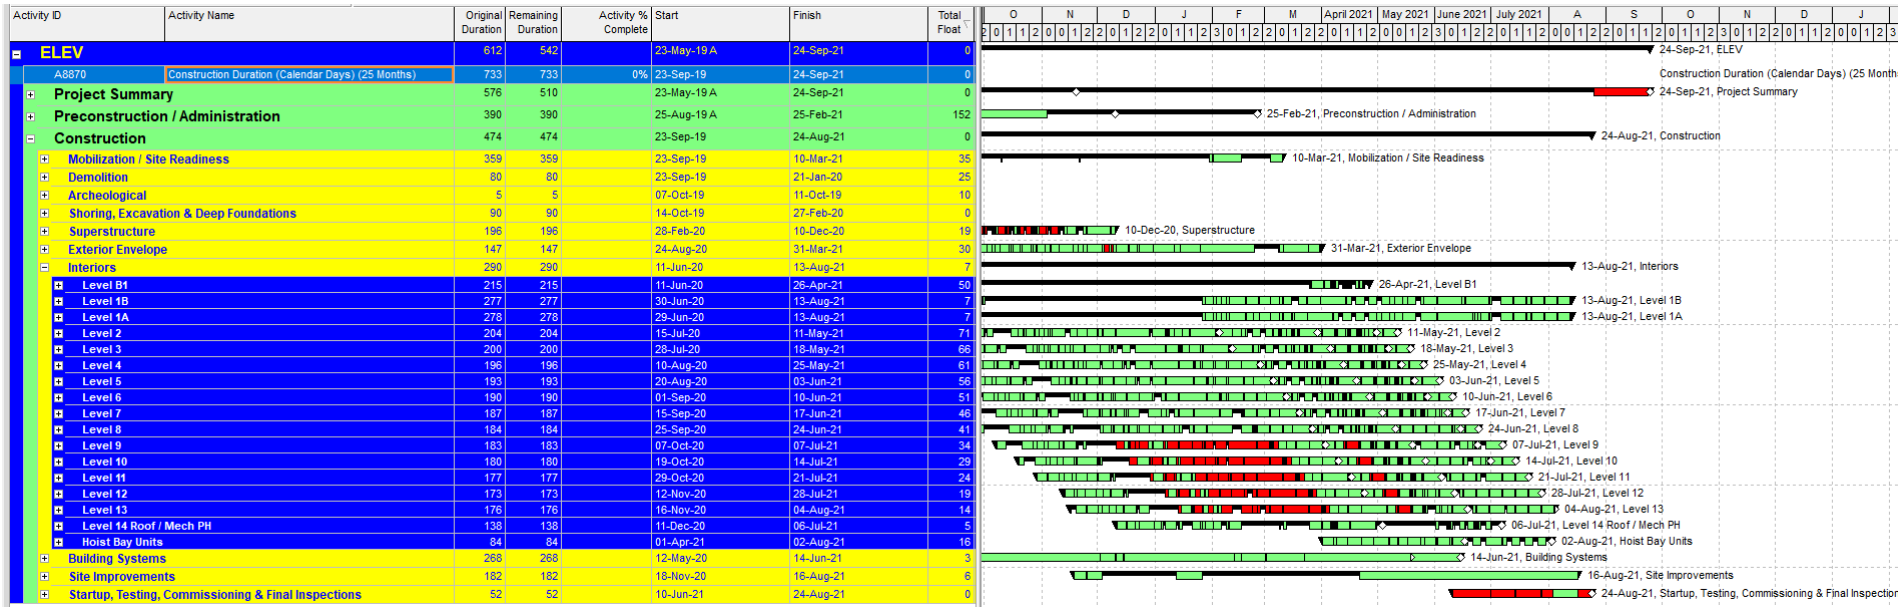 Activity ID Activity Name Original Duration Remaining Duration Activity % Complete Start Finish Total Float O N D J F M April 2021 May 2021 June 2021 July 2021 A S O N D J
ELEV 612 542 23-May-19 A 24-Sep-21 0 24-Sep-21, ELEV
A8870 Construction Duration (Calendar Days) (25 Months) 733 733 0% 23-Sep-19 24-Sep-21 0 Construction Duration (Calendar Days) (25 Month
Project Summary 576 510 23-May-19 A 24-Sep-21 0 24-Sep-21, Project Summary
Preconstruction / Administration 390 390 25-Aug-19 A 25-Feb-21 152 25-Feb-21, Preconstruction / Administration
Construction 474 474 23-Sep-19 24-Aug-21 0 24-Aug-21, Construction
Mobilization / Site Readiness 359 359 23-Sep-19 10-Mar-21 35 10-Mar-21, Mobilization / Site Readiness
Demolition 80 80 23-Sep-19 21-Jan-20 25
Archeological 5 5 07-Oct-19 11-Oct-19 10
Shoring, Excavation & Deep Foundations 90 90 14-Oct-19 27-Feb-20 0
Superstructure 196 196 28-Feb-20 10-Dec-20 19 10-Dec-20, Superstructure
Exterior Envelope 147 147 24-Aug-20 31-Mar-21 30 31-Mar-21, Exterior Envelope
Interiors 290 290 11-Jun-20 13-Aug-21 7 13-Aug-21, Interiors
Level B1 215 215 11-Jun-20 26-Apr-21 50 26-Apr-21, Level B1
Level 1B 277 277 30-Jun-20 13-Aug-21 7 13-Aug-21, Level 1B
Level 1A 278 278 29-Jun-20 13-Aug-21 7 13-Aug-21, Level 1A
Level 2 204 204 15-Jul-20 11-May-21 71 11-May-21, Level 2
Level 3 200 200 28-Jul-20 18-May-21 66 18-May-21, Level 3
Level 4 196 196 10-Aug-20 25-May-21 61 25-May-21, Level 4
Level 5 193 193 20-Aug-20 03-Jun-21 56 03-Jun-21, Level 5
Level 6 190 190 01-Sep-20 10-Jun-21 51 10-Jun-21, Level 6
Level 7 187 187 15-Sep-20 17-Jun-21 46 17-Jun-21, Level 7
Level 8 184 184 25-Sep-20 24-Jun-21 41 24-Jun-21, Level 8
Level 9 183 183 07-Oct-20 07-Jul-21 34 07-Jul-21, Level 9
Level 10 180 180 19-Oct-20 14-Jul-21 29 14-Jul-21, Level 10
Level 11 177 177 29-Oct-20 21-Jul-21 24 21-Jul-21, Level 11
Level 12 173 173 12-Nov-20 28-Jul-21 19 28-Jul-21, Level 12
Level 13 176 176 16-Nov-20 04-Aug-21 14 04-Aug-21, Level 13
Level 14 Roof / Mech PH 138 138 11-Dec-20 06-Jul-21 5 06-Jul-21, Level 14 Roof / Mech PH
Hoist Bay Units 84 84 01-Apr-21 02-Aug-21 16 02-Aug-21, Hoist Bay Units
Building Systems 268 268 12-May-20 14-Jun-21 3 14-Jun-21, Building Systems
Site Improvements 182 182 18-Nov-20 16-Aug-21 6 16-Aug-21, Site Improvements
Startup, Testing, Commissioning & Final Inspections 52 52 10-Jun-21 24-Aug-21 0 24-Aug-21, Startup, Testing, Commissioning & Final Inspection